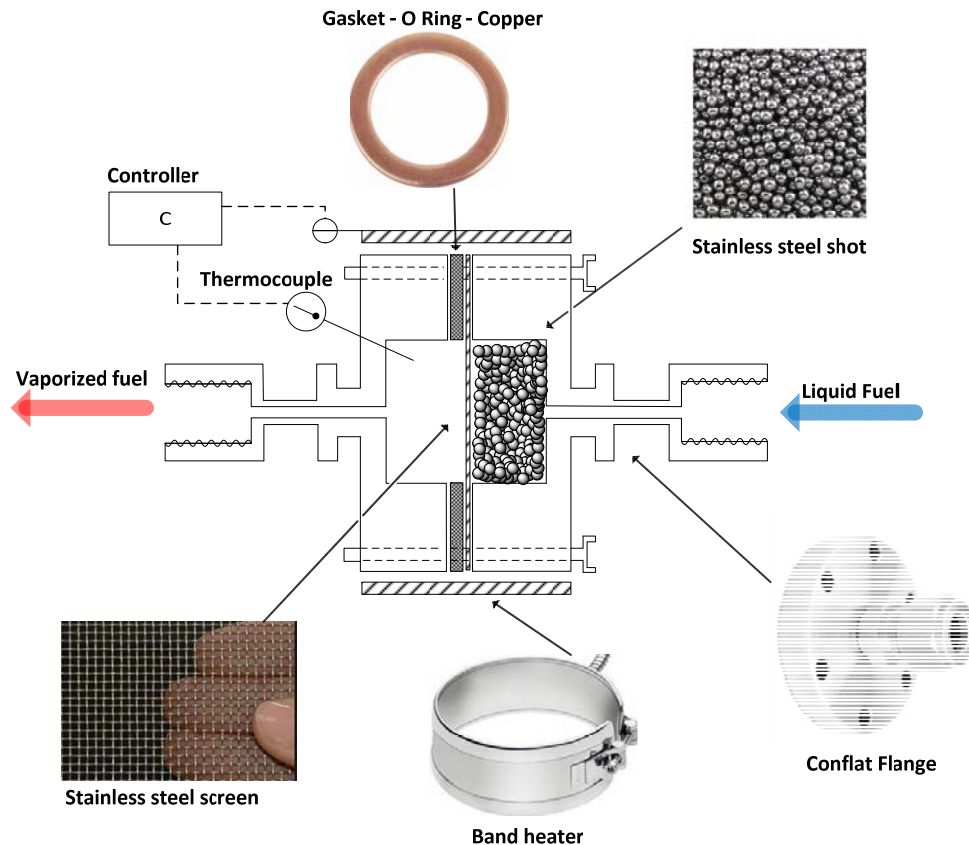 Gasket - O Ring - Copper
Controller
C
Stainless steel shot
Thermocouple
Vaporized fuel
Liquid Fuel
Conflat Flange
Stainless steel screen
Band heater